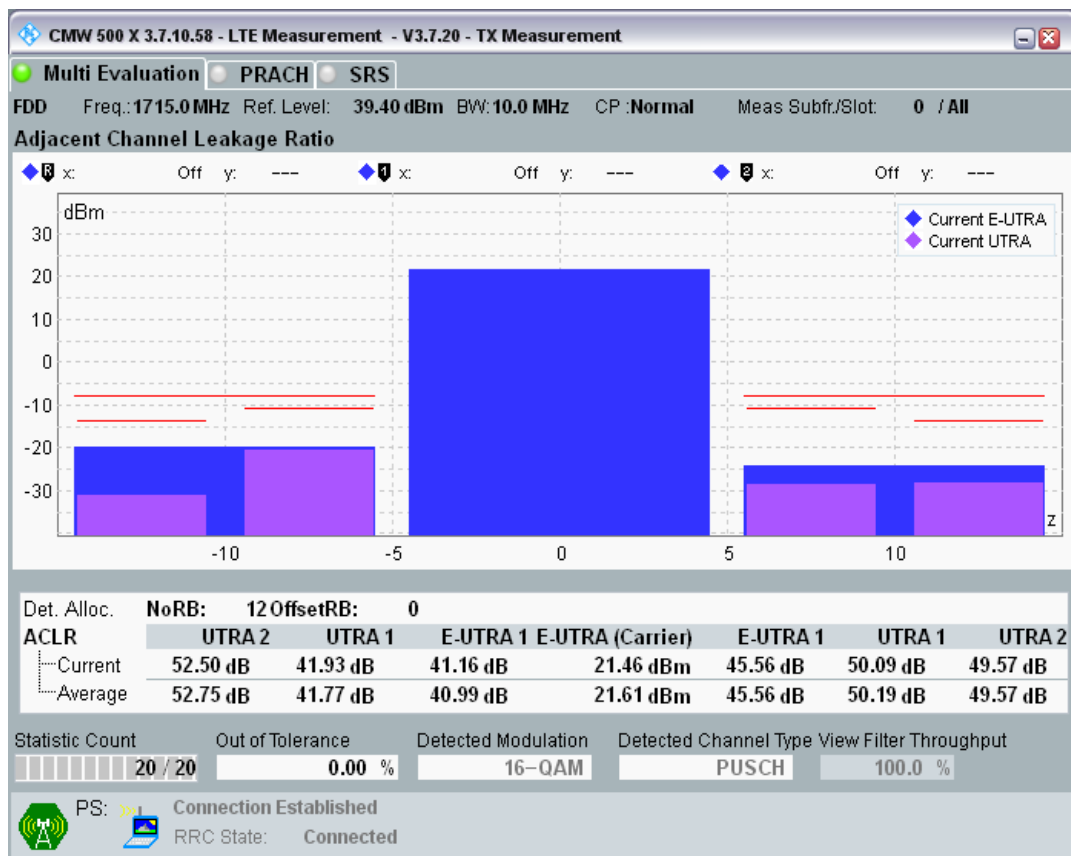 CMW 500 X 3.7.10.58 - LTE Measurement - V3.7.20 - TX Measurement
Multi Evaluation PRACH SRS
FDD Freq.: 1715.0 MHz Ref. Level: 39.40 dBm BW: 10.0 MHz CP :Normal Meas Subfr./Slot: 0 / All
Adjacent Channel Leakage Ratio
R x: Off y: --- 1 x: Off y: --- 2 x: Off y: ---
dBm
Current E-UTRA
Current UTRA
30
20
10
0
-10
-20
-30
z
-10 -5 0 5 10
Det. Alloc. NoRB: 12 OffsetRB: 0
ACLR UTRA 2 UTRA 1 E-UTRA 1 E-UTRA (Carrier) E-UTRA 1 UTRA 1 UTRA 2
Current 52.50 dB 41.93 dB 41.16 dB 21.46 dBm 45.56 dB 50.09 dB 49.57 dB
Average 52.75 dB 41.77 dB 40.99 dB 21.61 dBm 45.56 dB 50.19 dB 49.57 dB
Statistic Count Out of Tolerance Detected Modulation Detected Channel Type View Filter Throughput
20 / 20 0.00 % 16-QAM PUSCH 100.0 %
PS: Connection Established
RRC State: Connected